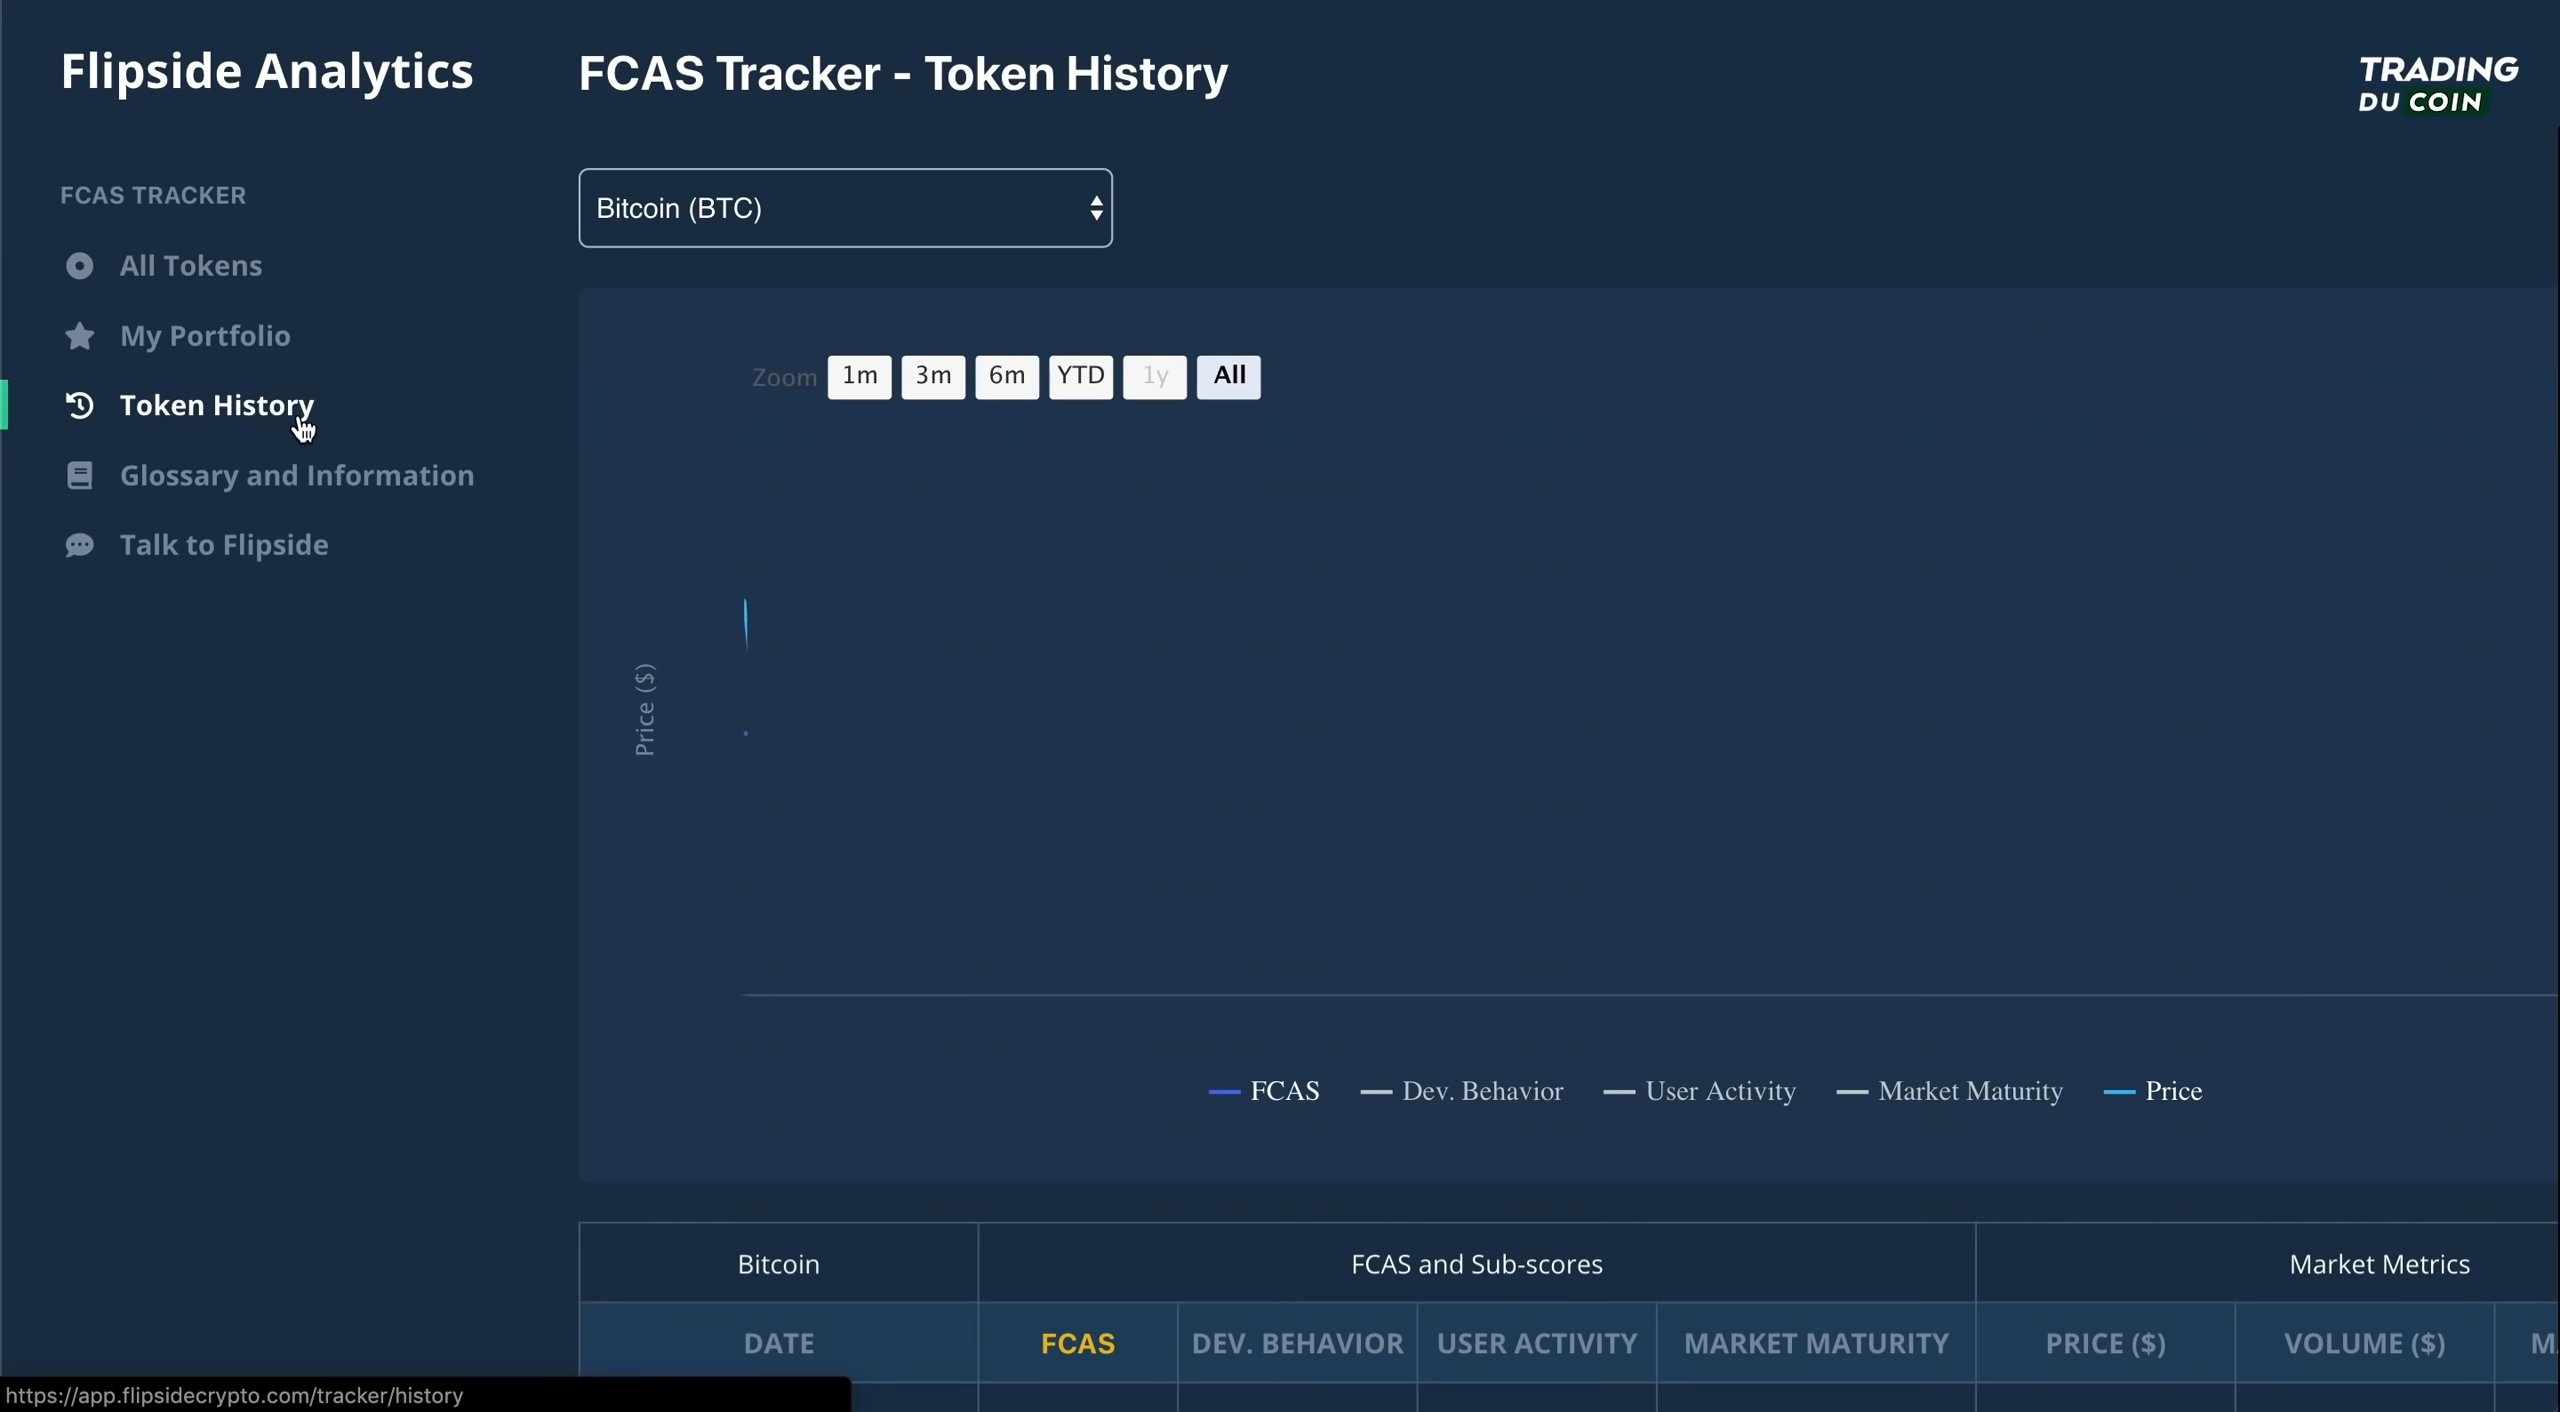 Flipside Analytics
FCAS Tracker - Token History
TRADING
DU COIN
FCAS TRACKER
All Tokens
My Portfolio
Token History
Glossary and Information
Talk to Flipside
Bitcoin (BTC)
Zoom 1m 3m 6m YTD 1y All
Price ($)
FCAS Dev. Behavior User Activity Market Maturity Price
Bitcoin FCAS and Sub-scores Market Metrics
DATE FCAS DEV. BEHAVIOR USER ACTIVITY MARKET MATURITY PRICE ($) VOLUME ($)
https://app.flipsidecrypto.com/tracker/history